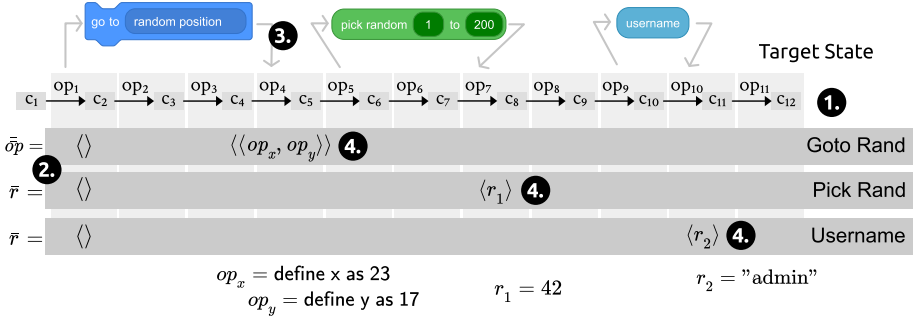 go to random position
3.
pick random 1 to 200
username
Target State
op₁ op₂ op₃ op₄ op₅ op₆ op₇ op₈ op₉ op₁₀ op₁₁
c₁ c₂ c₃ c₄ c₅ c₆ c₇ c₈ c₉ c₁₀ c₁₁ c₁₂
1.
o̿p = ⟨⟩ ⟨⟨opₓ, op_y⟩⟩ 4. Goto Rand
2.
r̄ = ⟨⟩ ⟨r₁⟩ 4. Pick Rand
r̄ = ⟨⟩ ⟨r₂⟩ 4. Username
opₓ = define x as 23
op_y = define y as 17
r₁ = 42
r₂ = ”admin”